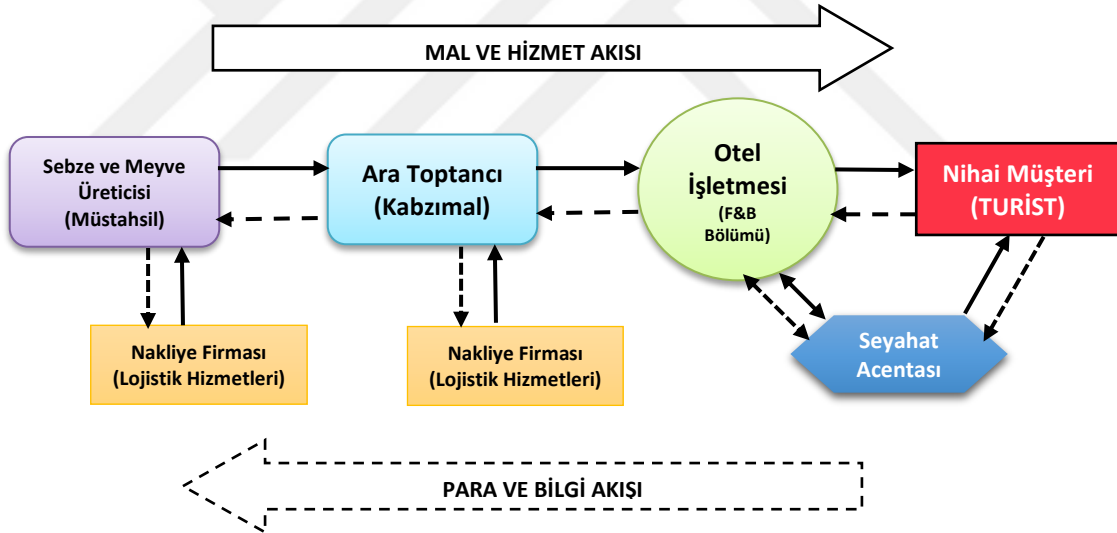 MAL VE HİZMET AKISI
Sebze ve Meyve
Üreticisi
(Müstahsil)
Ara Toptancı
(Kabzımal)
Otel
İşletmesi
(F&B
Bölümü)
Nihai Müşteri
(TURİST)
Nakliye Firması
(Lojistik Hizmetleri)
Nakliye Firması
(Lojistik Hizmetleri)
Seyahat
Acentası
PARA VE BİLGİ AKIŞI